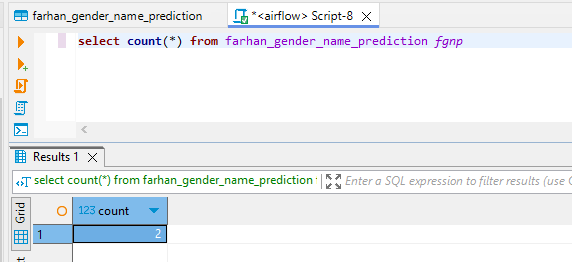 farhan_gender_name_prediction
*<airflow> Script-8
select count(*) from farhan_gender_name_prediction fgnp
Results 1
select count(*) from farhan_gender_name_prediction
Enter a SQL expression to filter results (use
Grid
123 count
1
2